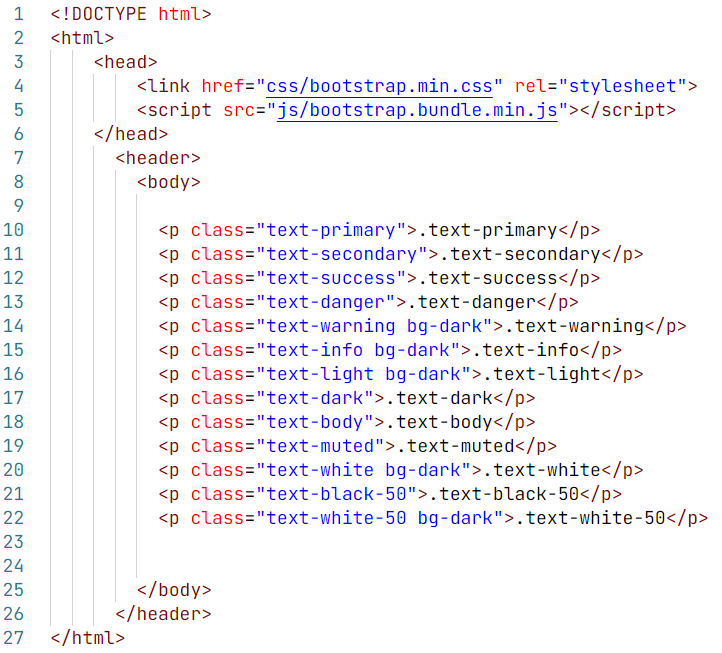 1 <!DOCTYPE html>
2 <html>
3 <head>
4 <link href="css/bootstrap.min.css" rel="stylesheet">
5 <script src="js/bootstrap.bundle.min.js"></script>
6 </head>
7 <header>
8 <body>
9
10 <p class="text-primary">.text-primary</p>
11 <p class="text-secondary">.text-secondary</p>
12 <p class="text-success">.text-success</p>
13 <p class="text-danger">.text-danger</p>
14 <p class="text-warning bg-dark">.text-warning</p>
15 <p class="text-info bg-dark">.text-info</p>
16 <p class="text-light bg-dark">.text-light</p>
17 <p class="text-dark">.text-dark</p>
18 <p class="text-body">.text-body</p>
19 <p class="text-muted">.text-muted</p>
20 <p class="text-white bg-dark">.text-white</p>
21 <p class="text-black-50">.text-black-50</p>
22 <p class="text-white-50 bg-dark">.text-white-50</p>
23
24
25 </body>
26 </header>
27 </html>